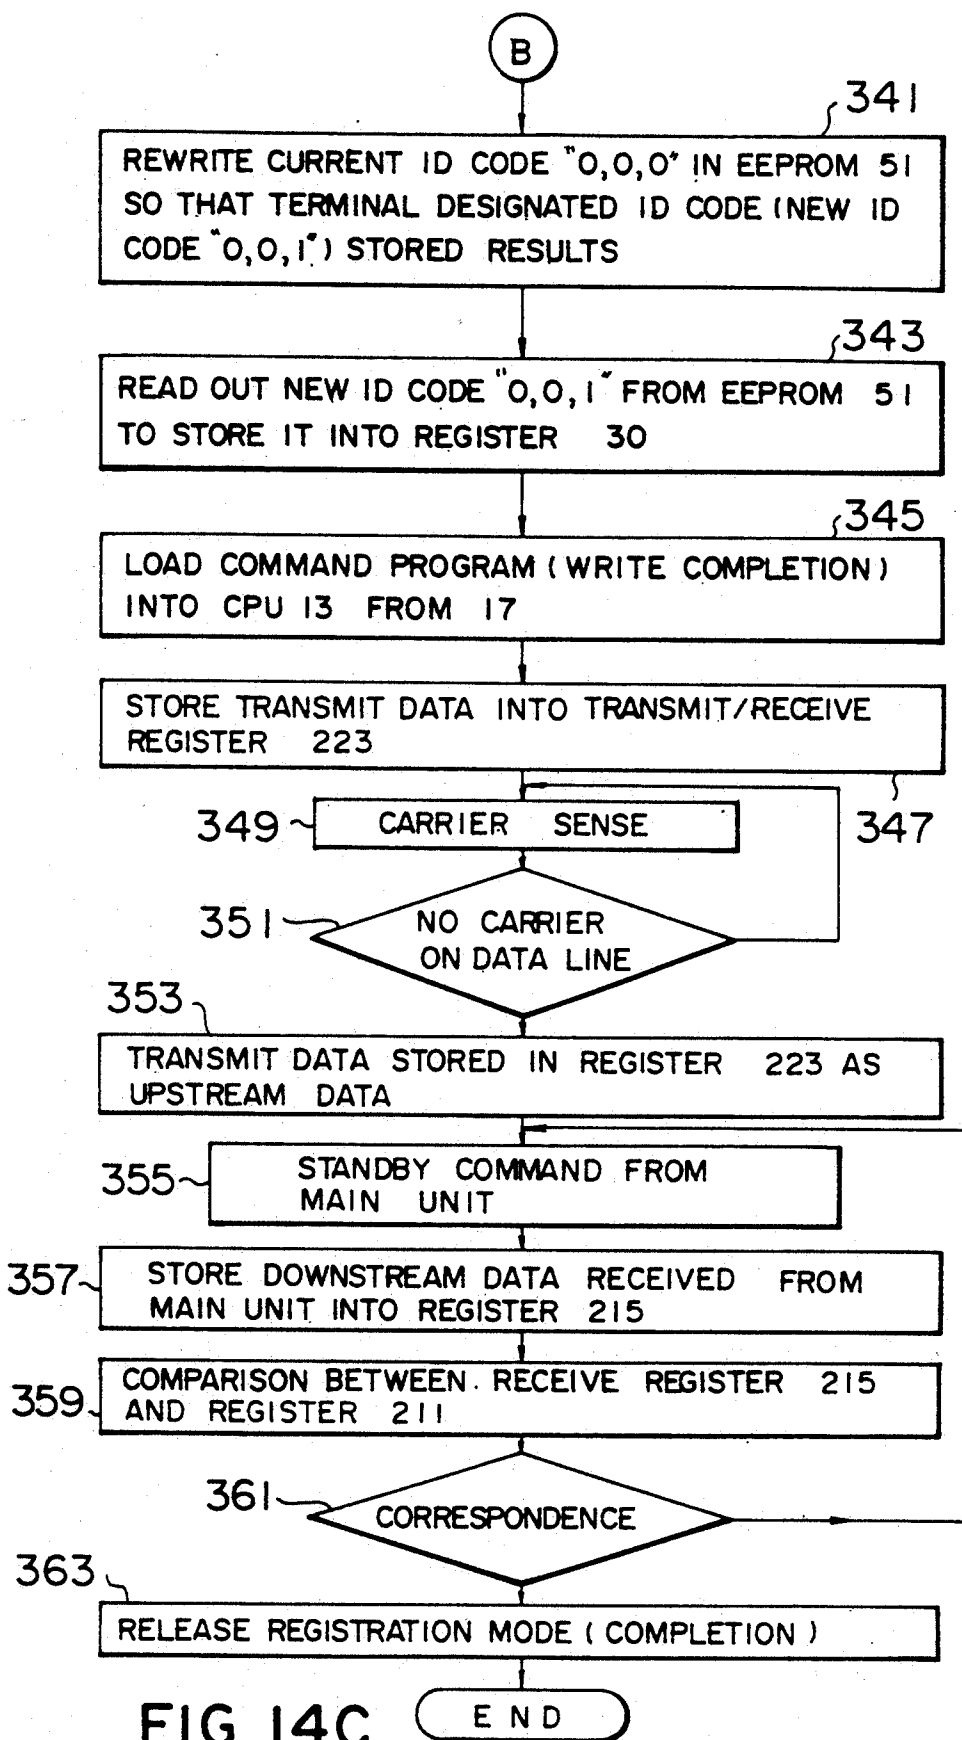 B
341
REWRITE CURRENT ID CODE "0,0,0" IN EEPROM 51
SO THAT TERMINAL DESIGNATED ID CODE (NEW ID
CODE "0,0,1") STORED RESULTS
343
READ OUT NEW ID CODE "0,0,1" FROM EEPROM 51
TO STORE IT INTO REGISTER 30
345
LOAD COMMAND PROGRAM (WRITE COMPLETION)
INTO CPU 13 FROM 17
STORE TRANSMIT DATA INTO TRANSMIT/RECEIVE
REGISTER 223
347
349
CARRIER SENSE
351
NO CARRIER
ON DATA LINE
353
TRANSMIT DATA STORED IN REGISTER 223 AS
UPSTREAM DATA
355
STANDBY COMMAND FROM
MAIN UNIT
357
STORE DOWNSTREAM DATA RECEIVED FROM
MAIN UNIT INTO REGISTER 215
359
COMPARISON BETWEEN RECEIVE REGISTER 215
AND REGISTER 211
361
CORRESPONDENCE
363
RELEASE REGISTRATION MODE (COMPLETION)
END
FIG 14C